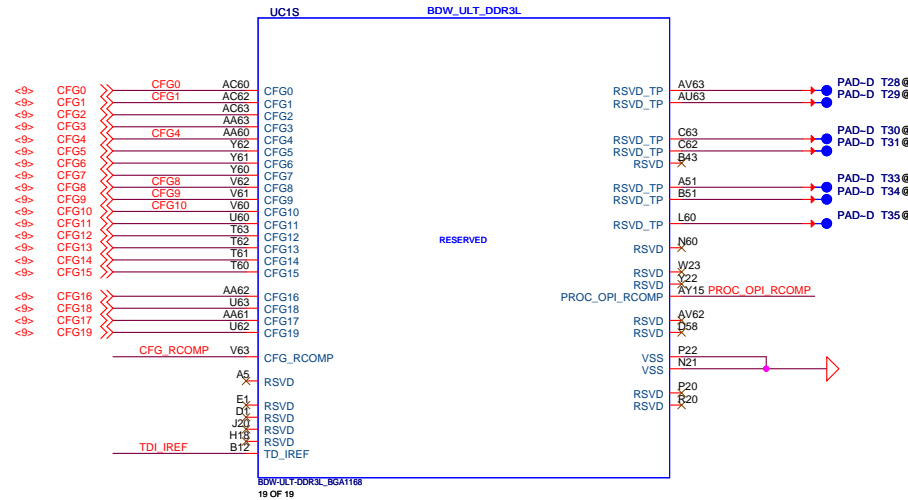 UC1S BDW_ULT_DDR3L
<9> CFG0 CFG0 AC60 CFG0 RSVD_TP AV63 PAD~D T28@
<9> CFG1 CFG1 AC62 CFG1 RSVD_TP AU63 PAD~D T29@
<9> CFG2 AC63 CFG2
<9> CFG3 AA63 CFG3
<9> CFG4 CFG4 AA60 CFG4 RSVD_TP C63 PAD~D T30@
<9> CFG5 Y62 CFG5 RSVD_TP C62 PAD~D T31@
<9> CFG6 Y61 CFG6 RSVD B43
<9> CFG7 Y60 CFG7
<9> CFG8 CFG8 V62 CFG8 RSVD_TP A51 PAD~D T33@
<9> CFG9 CFG9 V61 CFG9 RSVD_TP B51 PAD~D T34@
<9> CFG10 CFG10 V60 CFG10
<9> CFG11 U60 CFG11 RSVD_TP L60 PAD~D T35@
<9> CFG12 T63 CFG12
<9> CFG13 T62 CFG13 RESERVED RSVD N60
<9> CFG14 T61 CFG14
<9> CFG15 T60 CFG15 RSVD W23
RSVD Y22
<9> CFG16 AA62 CFG16 PROC_OPI_RCOMP AY15 PROC_OPI_RCOMP
<9> CFG18 U63 CFG18
<9> CFG17 AA61 CFG17 RSVD AV62
<9> CFG19 U62 CFG19 RSVD D58
CFG_RCOMP V63 CFG_RCOMP VSS P22
VSS N21
A5 RSVD
RSVD P20
E1 RSVD RSVD R20
D1 RSVD
J20 RSVD
H18 RSVD
TDI_IREF B12 TD_IREF
BDW-ULT-DDR3L_BGA1168
19 OF 19